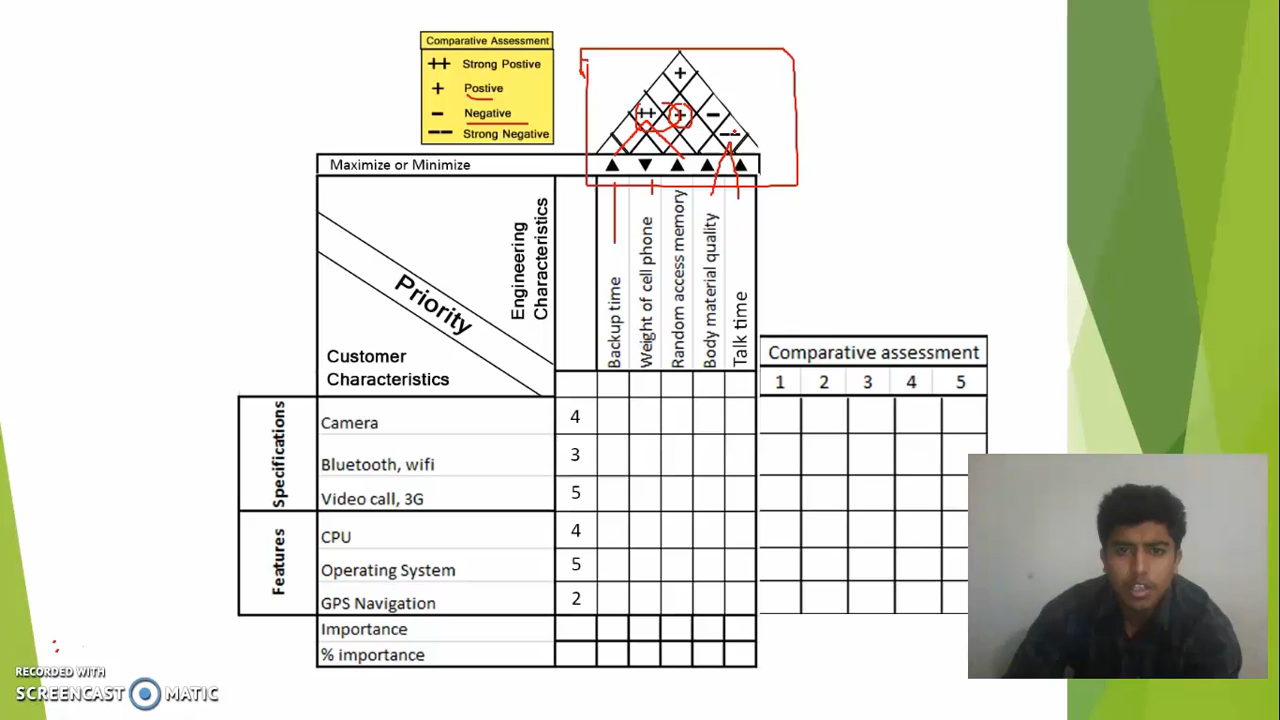 Comparative Assessment
++ Strong Postive
+ Postive
− Negative
−− Strong Negative
+
++ + −
−−
Maximize or Minimize ▲ ▼ ▲ ▲ ▲
Engineering
Characteristics
Priority
Customer
Characteristics
Backup time
Weight of cell phone
Random access memory
Body material quality
Talk time
Comparative assessment
1 2 3 4 5
Specifications
Camera 4
Bluetooth, wifi 3
Video call, 3G 5
Features
CPU 4
Operating System 5
GPS Navigation 2
Importance
% importance
RECORDED WITH
SCREENCAST MATIC